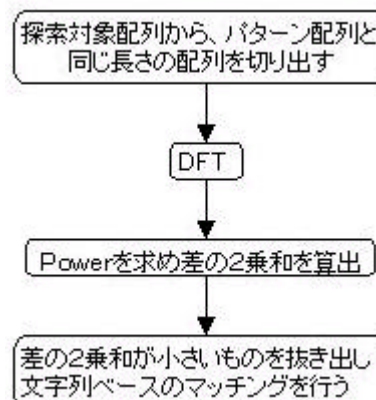 探索対象配列から、パターン配列と
同じ長さの配列を切り出す
DFT
Powerを求め差の2乗和を算出
差の2乗和が小さいものを抜き出し
文字列ベースのマッチングを行う